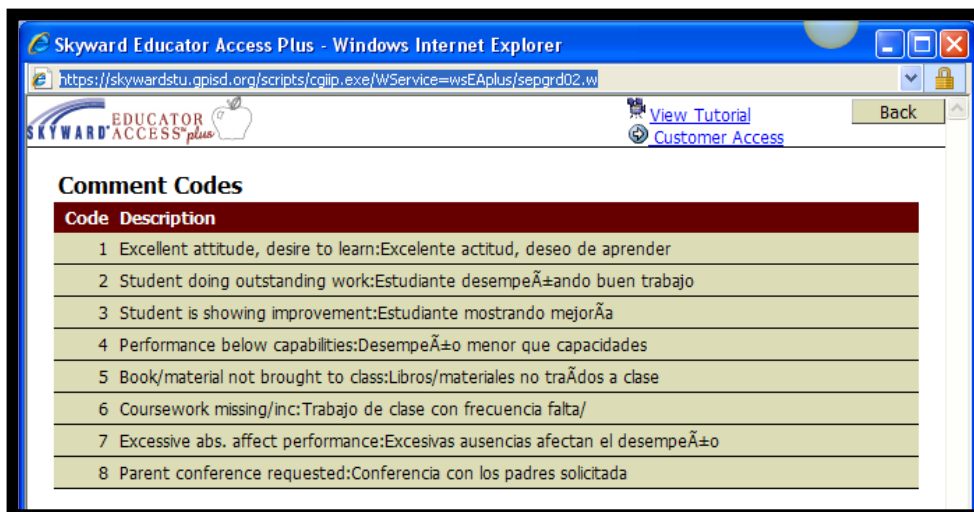 Skyward Educator Access Plus - Windows Internet Explorer
https://skywardstu.gpisd.org/scripts/cgiip.exe/WService=wsEAplus/sepgrd02.w
SKYWARD® EDUCATOR ACCESS™plus
View Tutorial
Back
Customer Access
Comment Codes
Code Description
1 Excellent attitude, desire to learn:Excelente actitud, deseo de aprender
2 Student doing outstanding work:Estudiante desempeÃ±ando buen trabajo
3 Student is showing improvement:Estudiante mostrando mejorÃa
4 Performance below capabilities:DesempeÃ±o menor que capacidades
5 Book/material not brought to class:Libros/materiales no traÃdos a clase
6 Coursework missing/inc:Trabajo de clase con frecuencia falta/
7 Excessive abs. affect performance:Excesivas ausencias afectan el desempeÃ±o
8 Parent conference requested:Conferencia con los padres solicitada